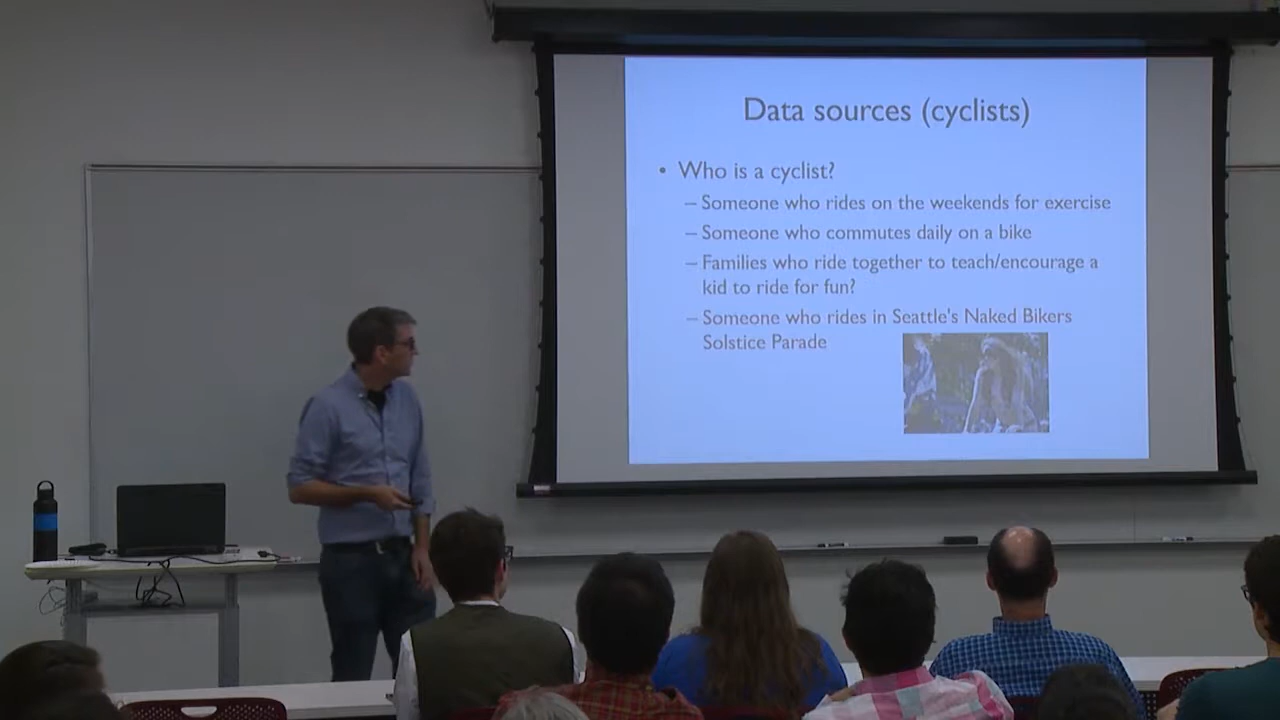 Data sources (cyclists)
• Who is a cyclist?
– Someone who rides on the weekends for exercise
– Someone who commutes daily on a bike
– Families who ride together to teach/encourage a
kid to ride for fun?
– Someone who rides in Seattle's Naked Bikers
Solstice Parade